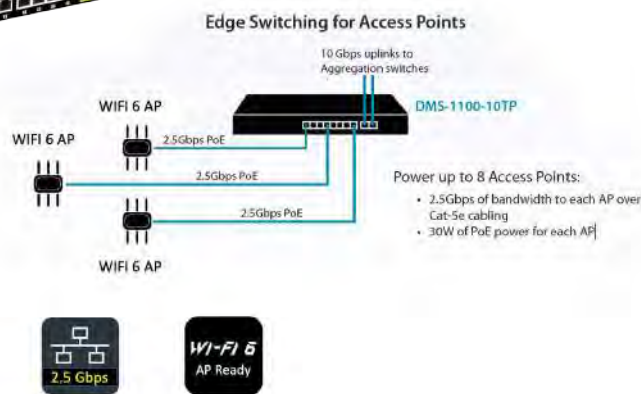 Edge Switching for Access Points
10 Gbps uplinks to
Aggregation switches
WIFI 6 AP
DMS-1100-10TP
WIFI 6 AP
2.5Gbps PoE
2.5Gbps PoE
Power up to 8 Access Points:
• 2.5Gbps of bandwidth to each AP over
Cat-5e cabling
• 30W of PoE power for each AP
2.5Gbps PoE
WIFI 6 AP
2.5 Gbps
WI-FI 6
AP Ready